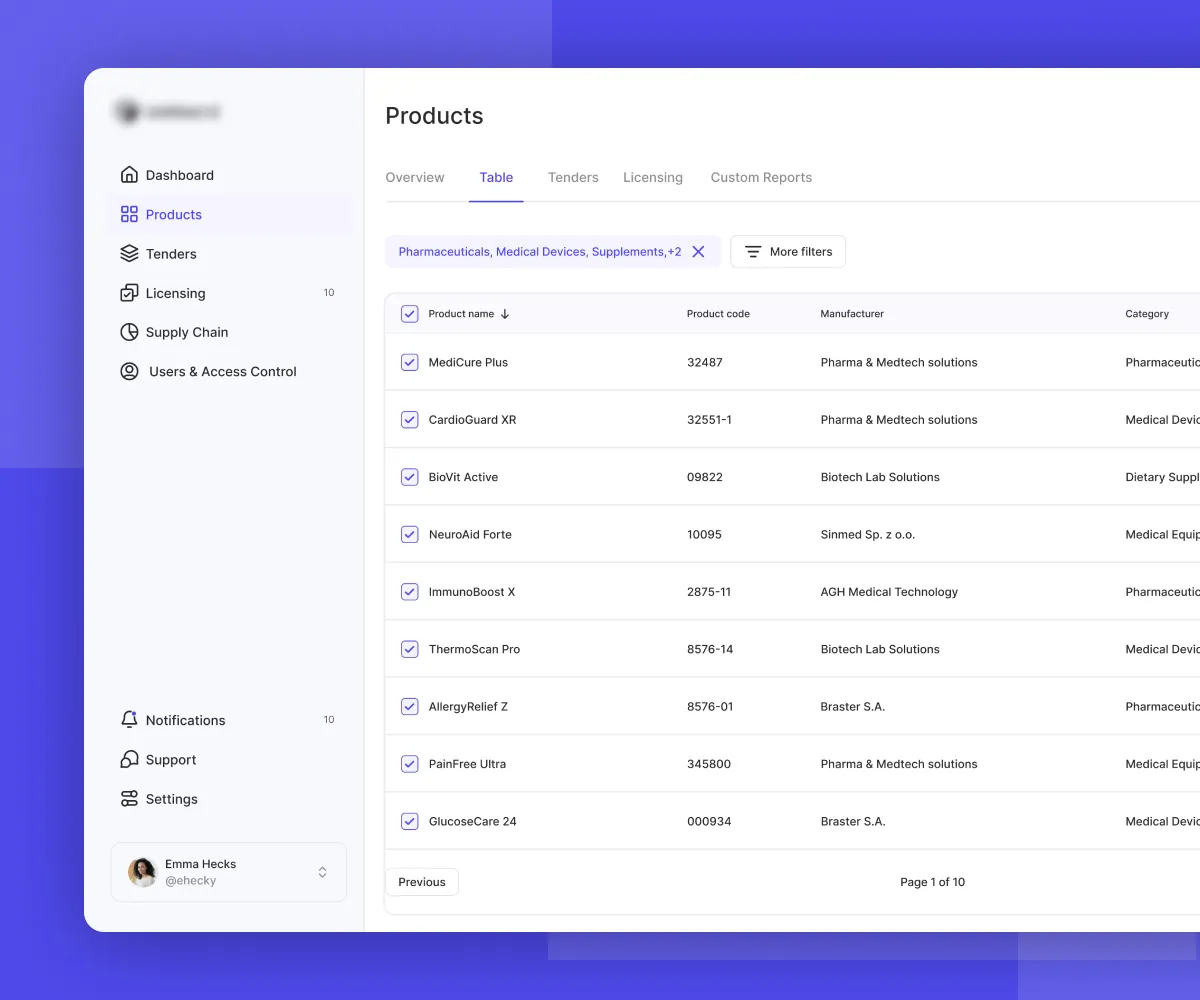 Products
Dashboard
Products
Tenders
Licensing 10
Supply Chain
Users & Access Control
Notifications 10
Support
Settings
Emma Hecks
@ehecky
Overview Table Tenders Licensing Custom Reports
Pharmaceuticals, Medical Devices, Supplements,+2 More filters
Product name Product code Manufacturer Category
MediCure Plus 32487 Pharma & Medtech solutions Pharmaceutic
CardioGuard XR 32551-1 Pharma & Medtech solutions Medical Devic
BioVit Active 09822 Biotech Lab Solutions Dietary Suppl
NeuroAid Forte 10095 Sinmed Sp. z o.o. Medical Equip
ImmunoBoost X 2875-11 AGH Medical Technology Pharmaceutic
ThermoScan Pro 8576-14 Biotech Lab Solutions Medical Devic
AllergyRelief Z 8576-01 Braster S.A. Pharmaceutic
PainFree Ultra 345800 Pharma & Medtech solutions Medical Equip
GlucoseCare 24 000934 Braster S.A. Medical Devic
Previous Page 1 of 10